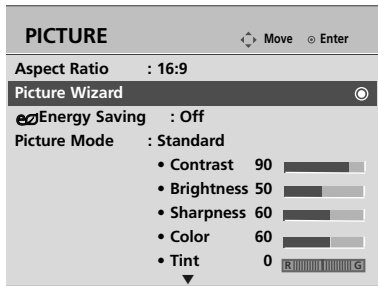 PICTURE Move Enter
Aspect Ratio : 16:9
Picture Wizard
Energy Saving : Off
Picture Mode : Standard
• Contrast 90
• Brightness 50
• Sharpness 60
• Color 60
• Tint 0 R G